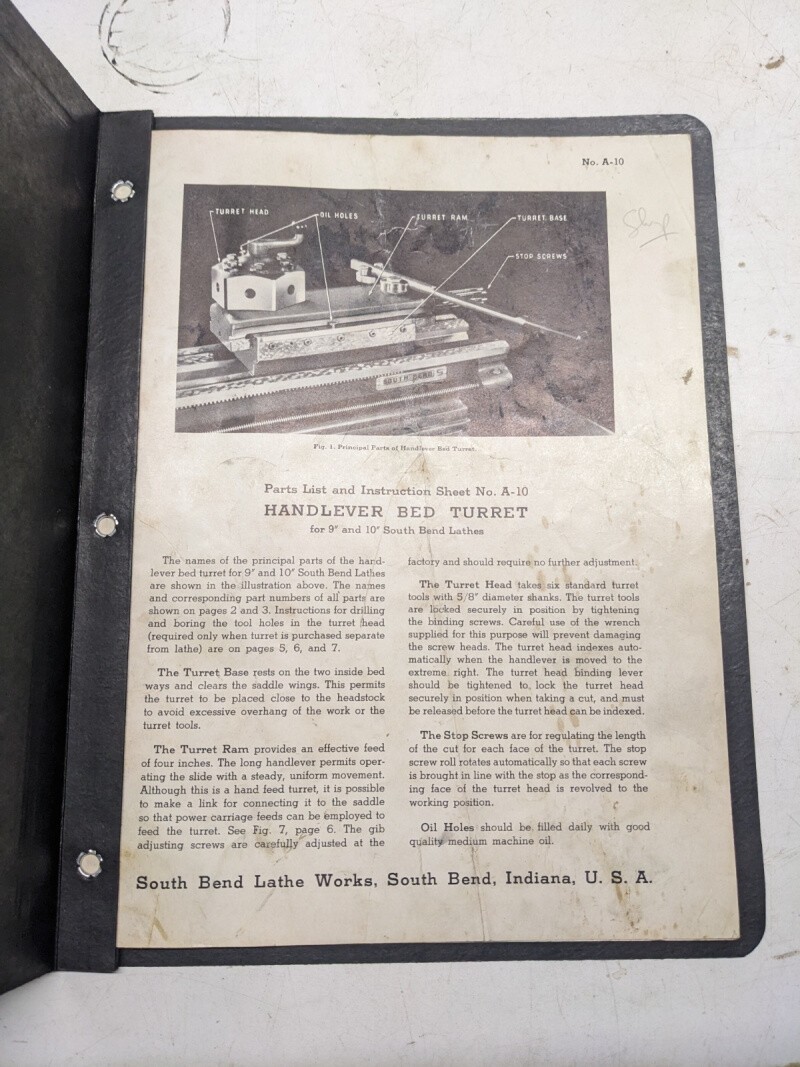 No. A-10
Shop
TURRET HEAD
OIL HOLES
TURRET RAM
TURRET BASE
STOP SCREWS
SOUTH BEND
Fig. 1. Principal Parts of Handlever Bed Turret.
Parts List and Instruction Sheet No. A-10
HANDLEVER BED TURRET
for 9″ and 10″ South Bend Lathes
The names of the principal parts of the hand-
lever bed turret for 9″ and 10″ South Bend Lathes
are shown in the illustration above. The names
and corresponding part numbers of all parts are
shown on pages 2 and 3. Instructions for drilling
and boring the tool holes in the turret head
(required only when turret is purchased separate
from lathe) are on pages 5, 6, and 7.
The Turret Base rests on the two inside bed
ways and clears the saddle wings. This permits
the turret to be placed close to the headstock
to avoid excessive overhang of the work or the
turret tools.
The Turret Ram provides an effective feed
of four inches. The long handlever permits oper-
ating the slide with a steady, uniform movement.
Although this is a hand feed turret, it is possible
to make a link for connecting it to the saddle
so that power carriage feeds can be employed to
feed the turret. See Fig. 7, page 6. The gib
adjusting screws are carefully adjusted at the
factory and should require no further adjustment.
The Turret Head takes six standard turret
tools with 5/8″ diameter shanks. The turret tools
are locked securely in position by tightening
the binding screws. Careful use of the wrench
supplied for this purpose will prevent damaging
the screw heads. The turret head indexes auto-
matically when the handlever is moved to the
extreme right. The turret head binding lever
should be tightened to lock the turret head
securely in position when taking a cut, and must
be released before the turret head can be indexed.
The Stop Screws are for regulating the length
of the cut for each face of the turret. The stop
screw roll rotates automatically so that each screw
is brought in line with the stop as the correspond-
ing face of the turret head is revolved to the
working position.
Oil Holes should be filled daily with good
quality medium machine oil.
South Bend Lathe Works, South Bend, Indiana, U. S. A.